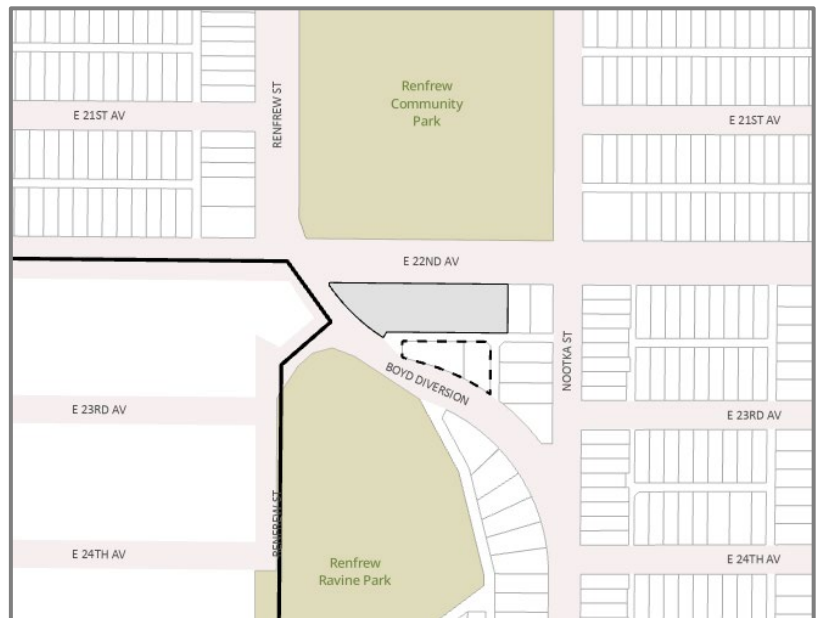 Renfrew
Community
Park
RENFREW ST
E 21ST AV
E 21ST AV
E 22ND AV
NOOTKA ST
BOYD DIVERSION
E 23RD AV
E 23RD AV
RENFREW ST
E 24TH AV
E 24TH AV
Renfrew
Ravine Park